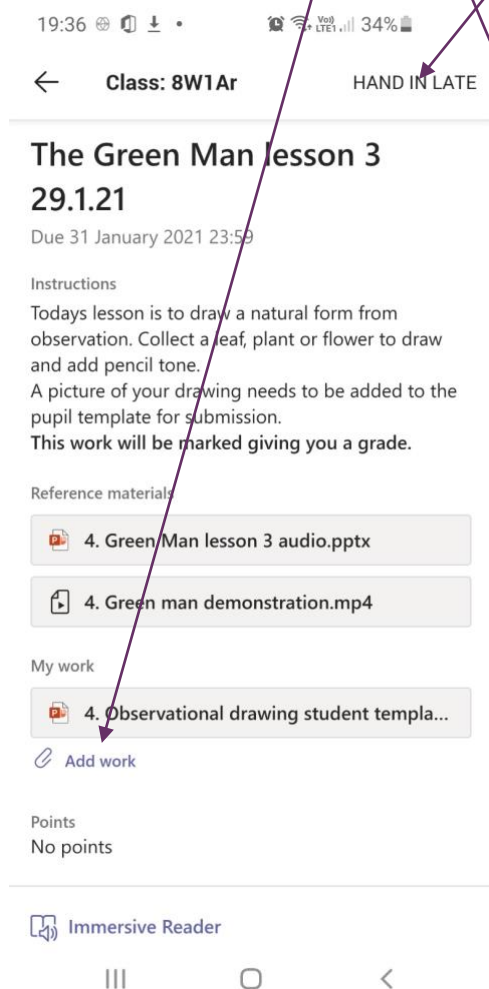 19:36 34%
Vo)) LTE1
Class: 8W1Ar HAND IN LATE
The Green Man lesson 3
29.1.21
Due 31 January 2021 23:59
Instructions
Todays lesson is to draw a natural form from
observation. Collect a leaf, plant or flower to draw
and add pencil tone.
A picture of your drawing needs to be added to the
pupil template for submission.
This work will be marked giving you a grade.
Reference materials
4. Green Man lesson 3 audio.pptx
4. Green man demonstration.mp4
My work
4. Observational drawing student templa...
Add work
Points
No points
Immersive Reader